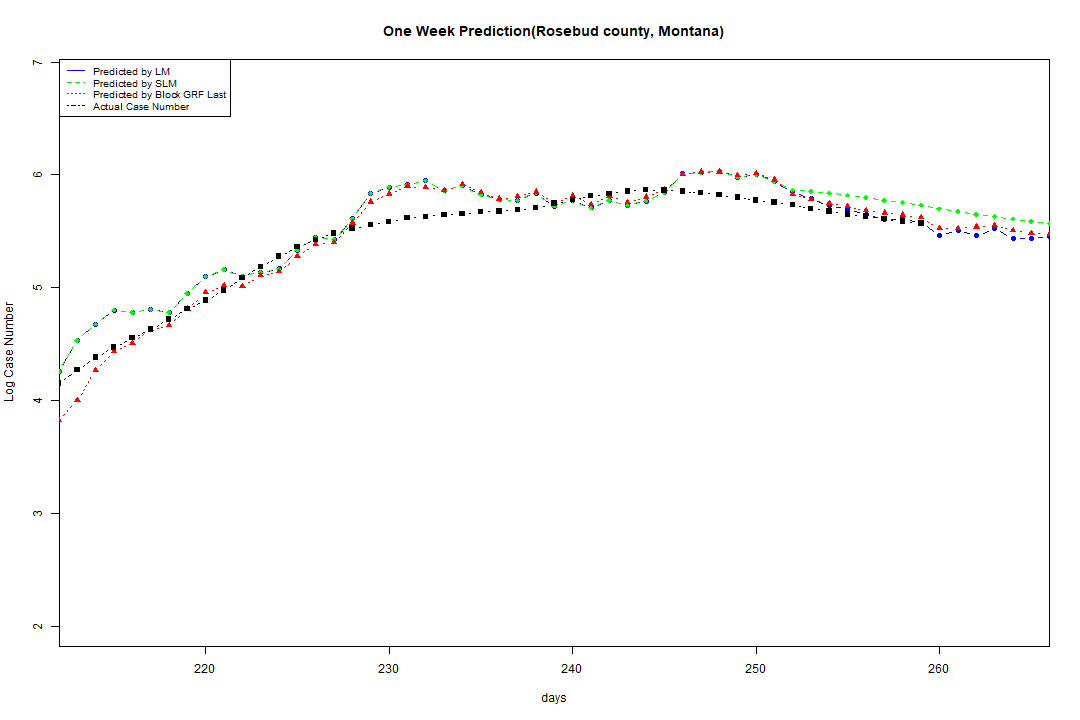 One Week Prediction(Rosebud county, Montana)
Predicted by LM
Predicted by SLM
Predicted by Block GRF Last
Actual Case Number
7
6
5
4
3
2
Log Case Number
220 230 240 250 260
days